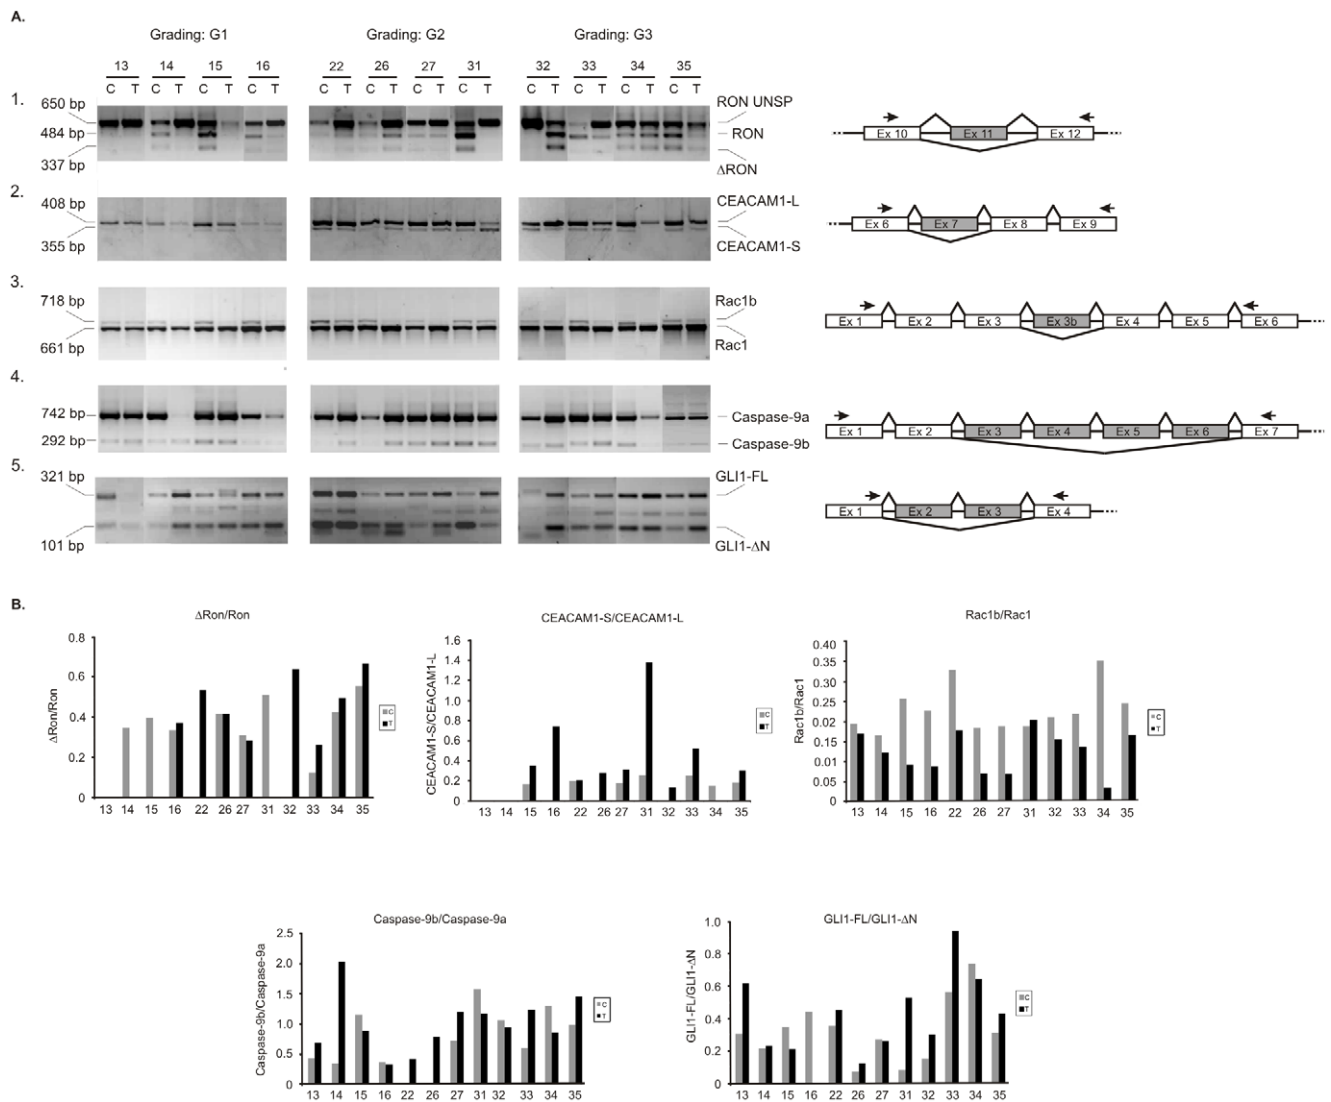 A.
Grading: G1 Grading: G2 Grading: G3
13 14 15 16 22 26 27 31 32 33 34 35
C T C T C T C T C T C T C T C T C T C T C T C T
1.
650 bp
484 bp
337 bp
RON UNSP
RON
ΔRON
Ex 10 Ex 11 Ex 12
2.
408 bp
355 bp
CEACAM1-L
CEACAM1-S
Ex 6 Ex 7 Ex 8 Ex 9
3.
718 bp
661 bp
Rac1b
Rac1
Ex 1 Ex 2 Ex 3 Ex 3b Ex 4 Ex 5 Ex 6
4.
742 bp
292 bp
Caspase-9a
Caspase-9b
Ex 1 Ex 2 Ex 3 Ex 4 Ex 5 Ex 6 Ex 7
5.
321 bp
101 bp
GLI1-FL
GLI1-ΔN
Ex 1 Ex 2 Ex 3 Ex 4
B.
ΔRon/Ron
ΔRon/Ron
0.8
0.6
0.4
0.2
0
13 14 15 16 22 26 27 31 32 33 34 35
C
T
CEACAM1-S/CEACAM1-L
CEACAM1-S/CEACAM1-L
1.6
1.4
1.2
1.0
0.8
0.6
0.4
0.2
0
13 14 15 16 22 26 27 31 32 33 34 35
C
T
Rac1b/Rac1
Rac1b/Rac1
0.40
0.35
0.30
0.25
0.02
0.15
0.00
0.01
0.05
0
13 14 15 16 22 26 27 31 32 33 34 35
C
T
Caspase-9b/Caspase-9a
Caspase-9b/Caspase-9a
2.5
2.0
1.5
1.0
0.5
0
13 14 15 16 22 26 27 31 32 33 34 35
C
T
GLI1-FL/GLI1-ΔN
GLI1-FL/GLI1-ΔN
1.0
0.8
0.6
0.4
0.2
0
13 14 15 16 22 26 27 31 32 33 34 35
C
T